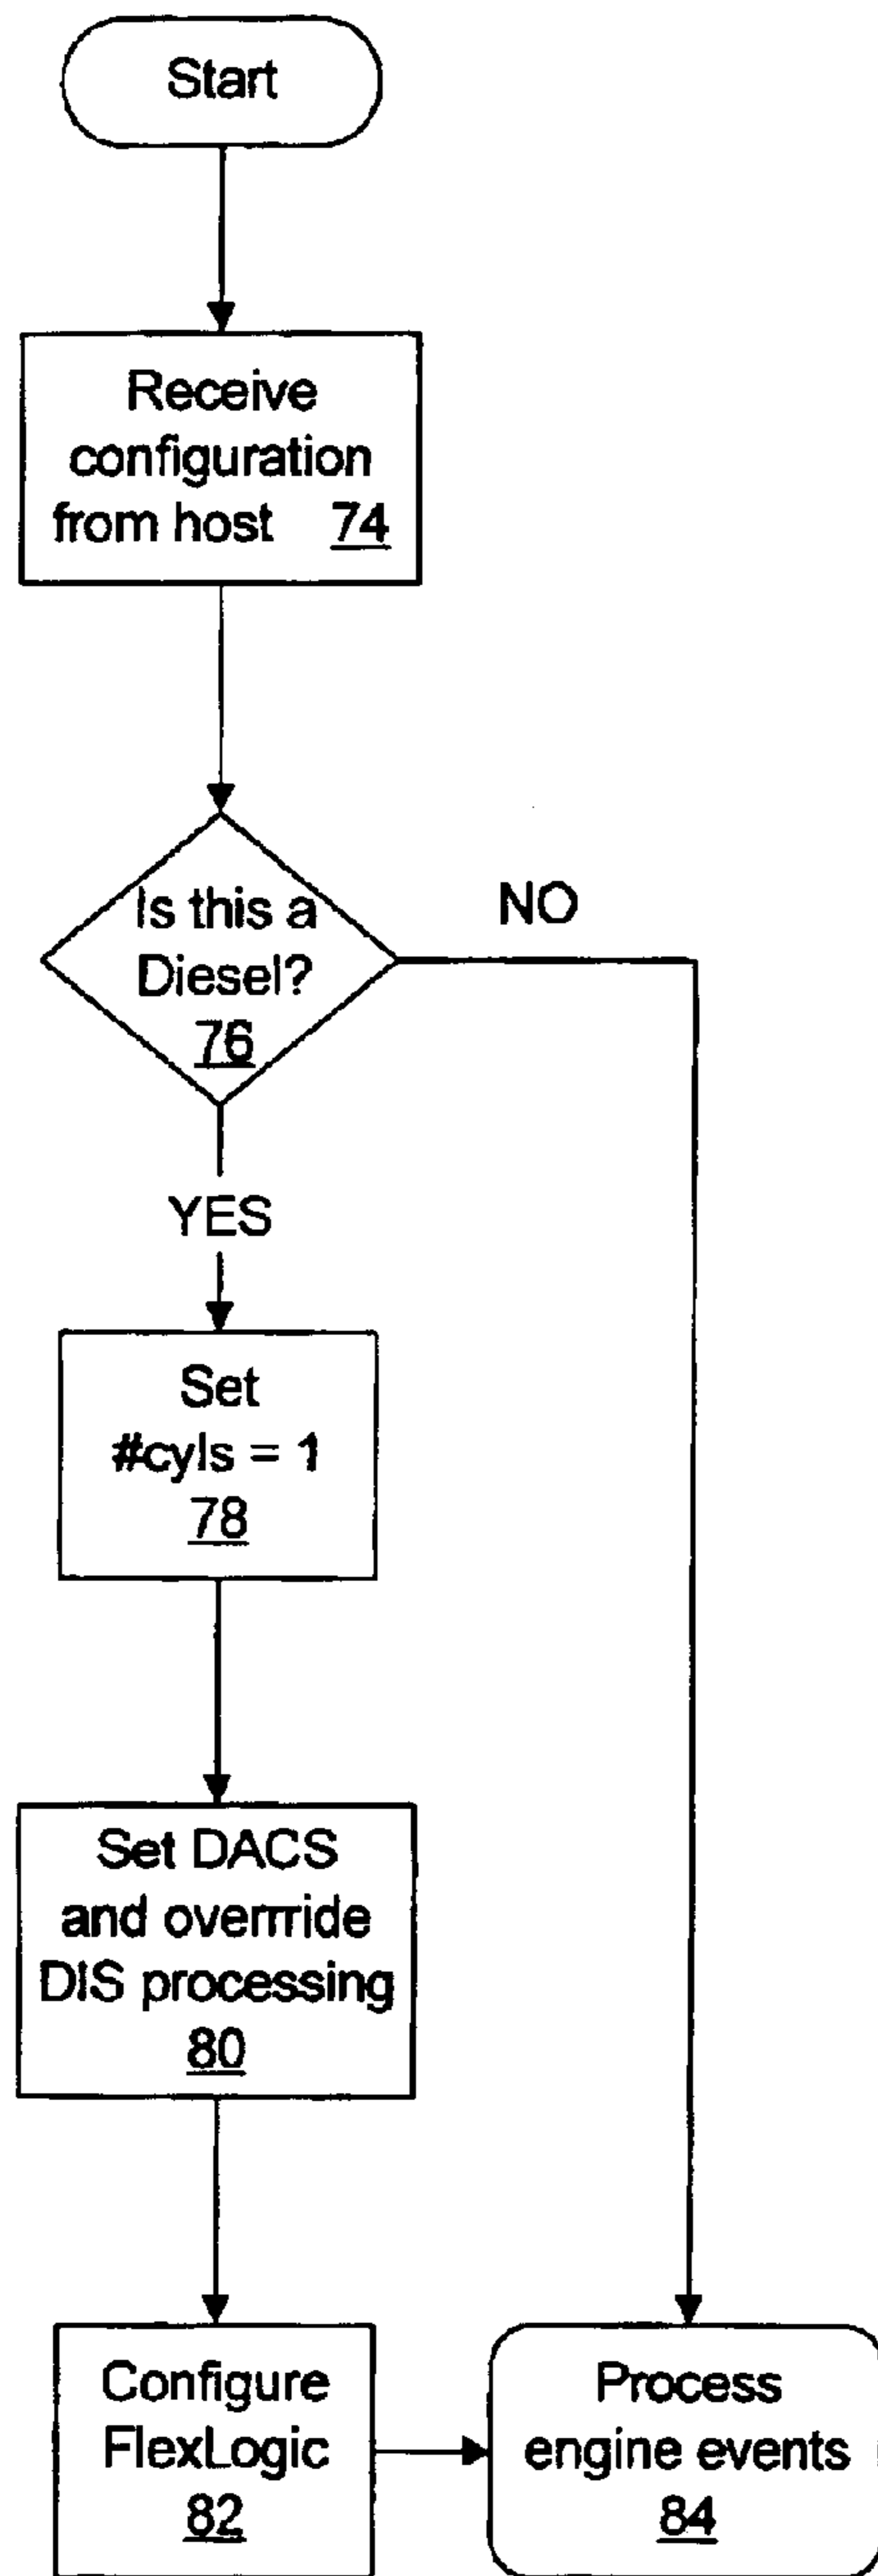 Start
Receive
configuration
from host 74
Is this a
Diesel?
76
NO
YES
Set
#cyls = 1
78
Set DACS
and overrride
DIS processing
80
Configure
FlexLogic
82
Process
engine events
84